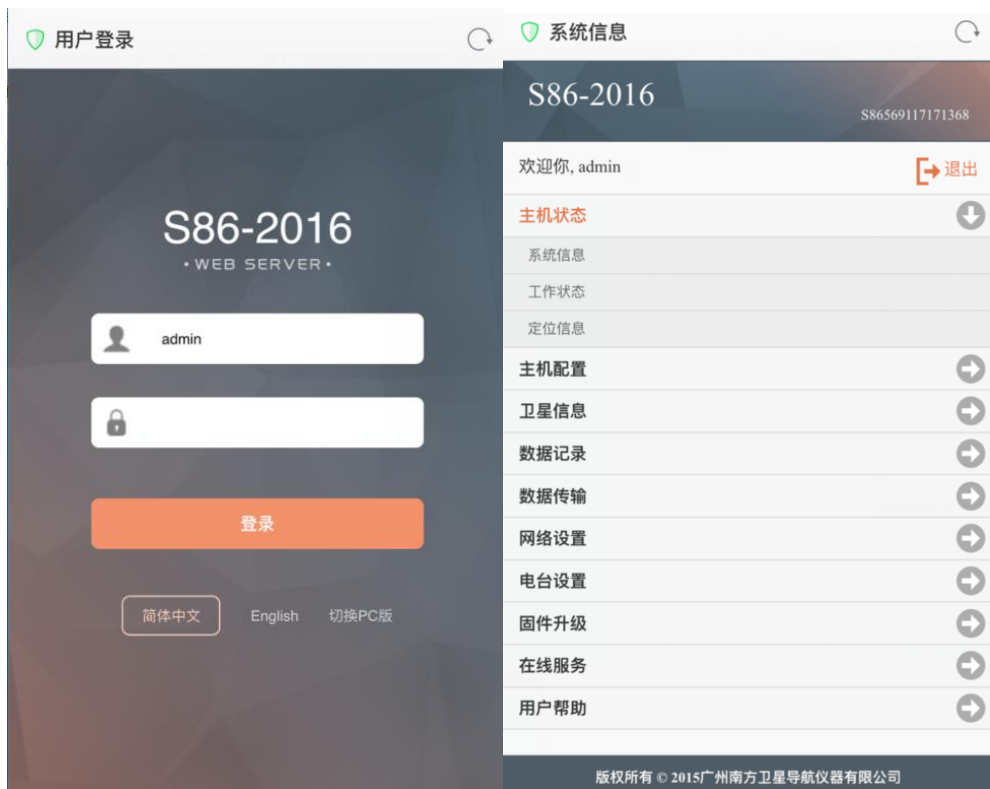 用户登录
S86-2016
•WEB SERVER•
admin
登录
简体中文 English 切换PC版
系统信息
S86-2016
S86569117171368
欢迎你, admin
退出
主机状态
系统信息
工作状态
定位信息
主机配置
卫星信息
数据记录
数据传输
网络设置
电台设置
固件升级
在线服务
用户帮助
版权所有 © 2015广州南方卫星导航仪器有限公司